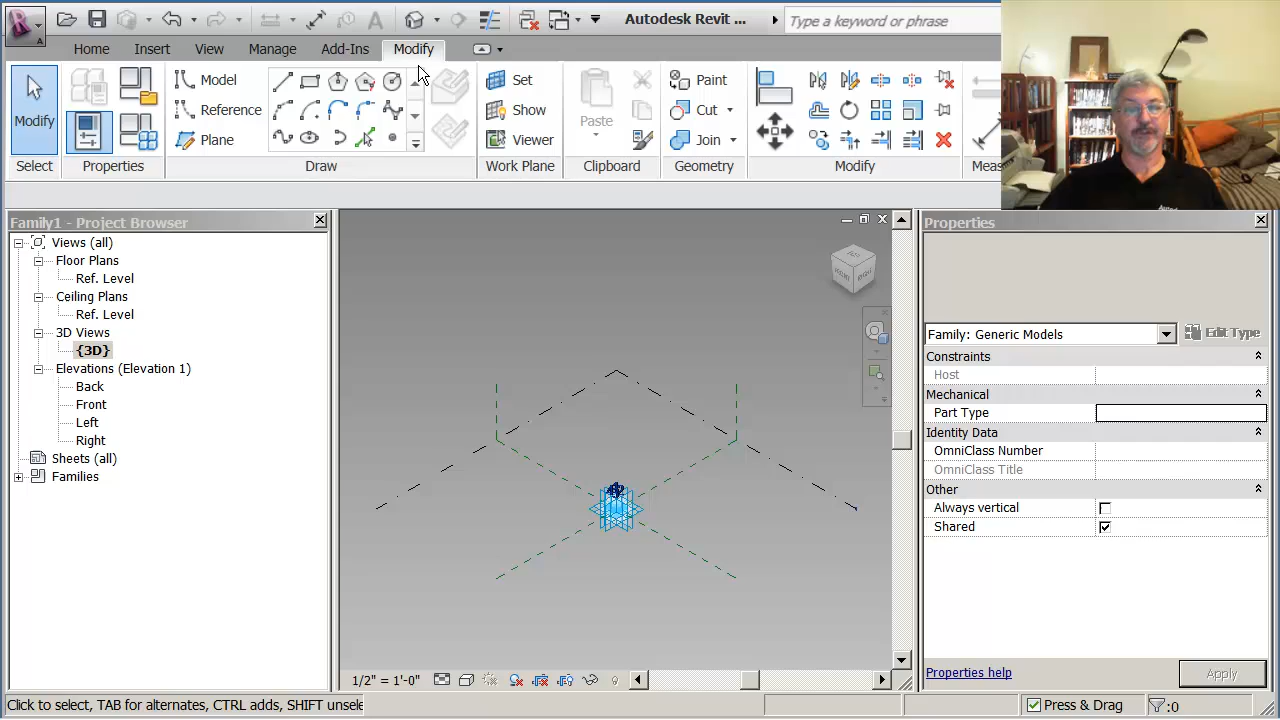 Autodesk Revit ...
Type a keyword or phrase
Home Insert View Manage Add-Ins Modify
Modify
Select
Properties
Model
Reference
Plane
Draw
Set
Show
Viewer
Work Plane
Paste
Clipboard
Paint
Cut
Join
Geometry
Modify
Meas
Family1 - Project Browser
Views (all)
Floor Plans
Ref. Level
Ceiling Plans
Ref. Level
3D Views
{3D}
Elevations (Elevation 1)
Back
Front
Left
Right
Sheets (all)
Families
1/2" = 1'-0"
Properties
Family: Generic Models
Edit Type
Constraints
Host
Mechanical
Part Type
Identity Data
OmniClass Number
OmniClass Title
Other
Always vertical
Shared
Properties help
Apply
Click to select, TAB for alternates, CTRL adds, SHIFT unsele
Press & Drag
:0